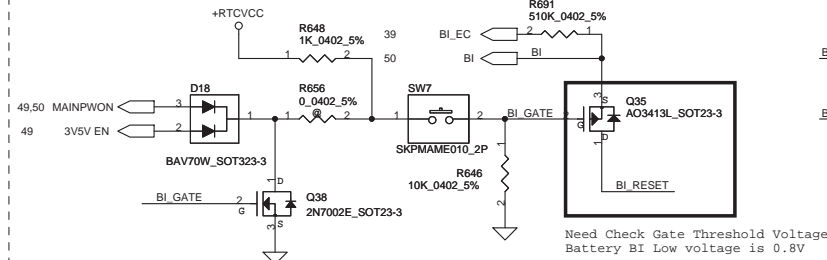 R691
510K_0402_5%
+RTCVCC
R648
1K_0402_5%
39
BI_EC
2
1
1
2
50
BI
BI
D18
R656
0_0402_5%
@
SW7
3
S
Q35
AO3413L_SOT23-3
49,50
MAINPWON
3
1
1
2
1
2
BI_GATE
2
G
D
1
49
3V5V EN
2
BAV70W_SOT323-3
SKPMAME010_2P
1
R646
10K_0402_5%
2
BI_RESET
1
D
BI_GATE
2
G
Q38
2N7002E_SOT23-3
3
S
Need Check Gate Threshold Voltage
Battery BI Low voltage is 0.8V